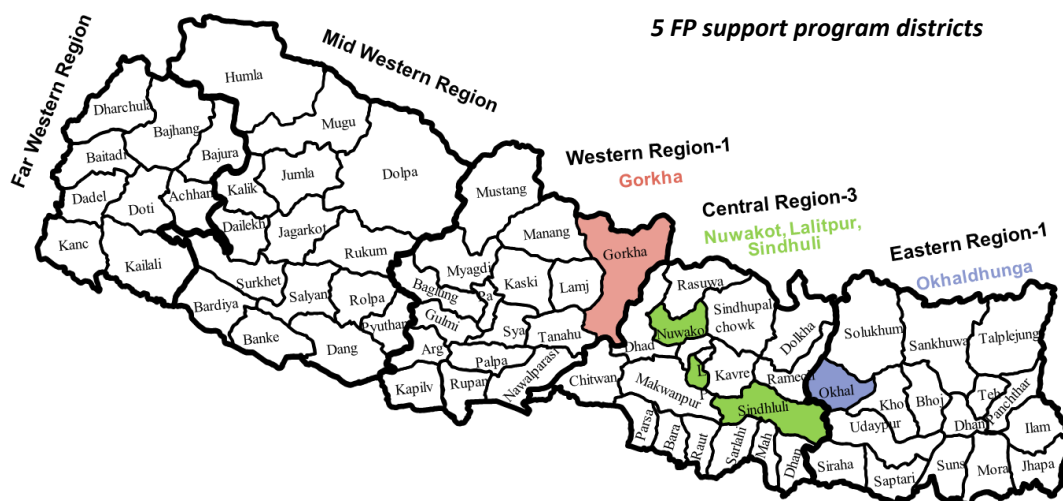 5 FP support program districts
Far Western Region
Mid Western Region
Western Region-1
Gorkha
Central Region-3
Nuwakot, Lalitpur,
Sindhuli
Eastern Region-1
Okhaldhunga
Humla
Dharchula
Bajhang
Mugu
Baitadi
Bajura
Dolpa
Jumla
Mustang
Dadel
Achham
Kalik
Doti
Manang
Gorkha
Dailekh
Jagarkot
Kanc
Rukum
Kailali
Myagdi
Kaski
Lamj
Rasuwa
Surkhet
Baglung
Pa
Salyan
Rolpa
Bardiya
Gulmi
Sindhupal
chowk
Nuwako
Solukhum
Talplejung
Sankhuwa
Dolkha
Pyuthan
Sya
Tanahu
Banke
Dang
Arg
Palpa
Dhad
Kavre
Ramech
Chitwan
Makwanpur
L
Okhal
Kapilv
Rupan
Nawalparasi
Kho
Bhoj
Teh
Panchthar
Sindhluli
Udaypur
Dhan
Ilam
Parsa
Bara
Raut
Sarlahi
Mah
Dhan
Siraha
Saptari
Suns
Mora
Jhapa